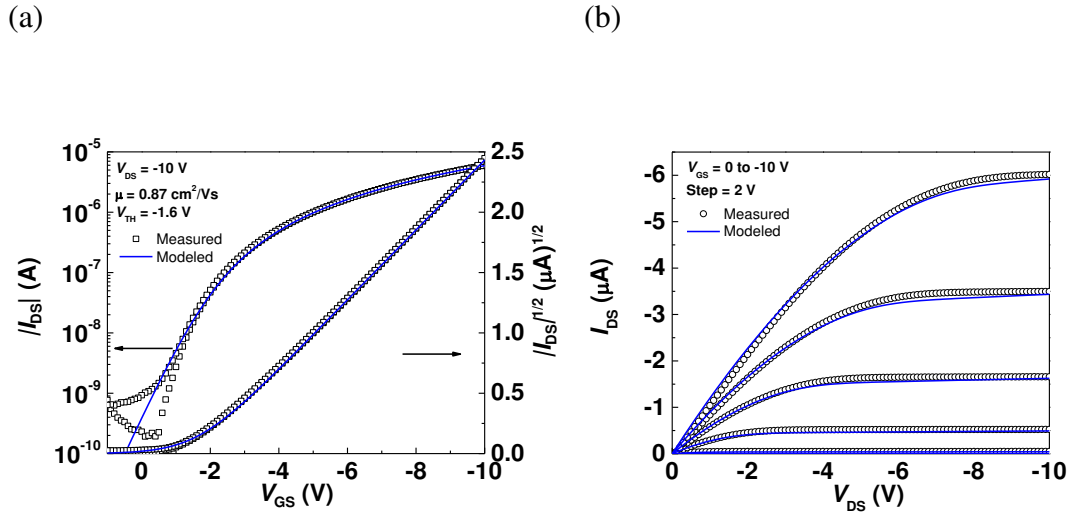 (a)
(b)
V_DS = -10 V
μ = 0.87 cm²/Vs
V_TH = -1.6 V
Measured
Modeled
10⁻⁵
10⁻⁶
10⁻⁷
10⁻⁸
10⁻⁹
10⁻¹⁰
|I_DS| (A)
0 -2 -4 -6 -8 -10
V_GS (V)
2.5
2.0
1.5
1.0
0.5
0.0
|I_DS|^1/2 (μA)^1/2
V_GS = 0 to -10 V
Step = 2 V
Measured
Modeled
-6
-5
-4
-3
-2
-1
0
I_DS (μA)
0 -2 -4 -6 -8 -10
V_DS (V)